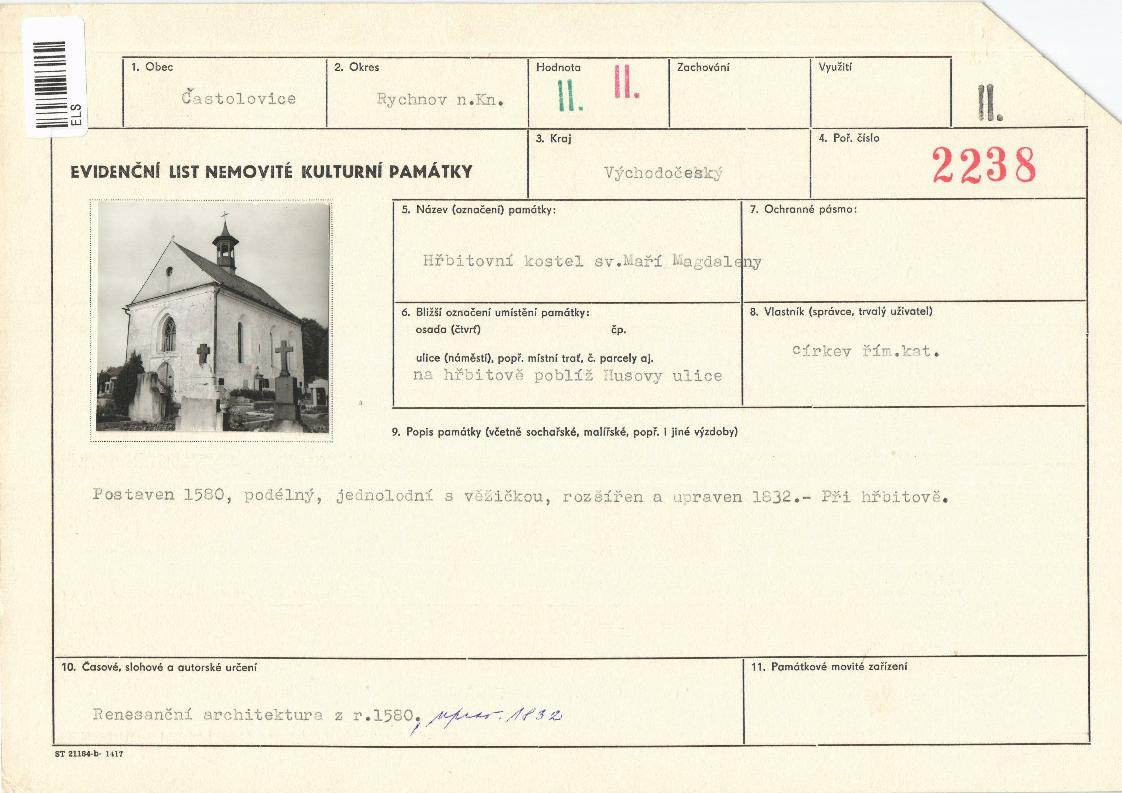 ELS
1. Obec
Častolovice
2. Okres
Rychnov n.Kn.
Hodnota
II. II.
Zachování
Využití
II.
EVIDENČNÍ LIST NEMOVITÉ KULTURNÍ PAMÁTKY
3. Kraj
Východočeský
4. Poř. číslo
2238
5. Název (označení) památky:
Hřbitovní kostel sv.Maří Magdaleny
7. Ochranné pásmo:
6. Bližší označení umístění památky:
osada (čtvrť) čp.
ulice (náměstí), popř. místní trať, č. parcely aj.
na hřbitově poblíž Husovy ulice
8. Vlastník (správce, trvalý uživatel)
církev řím.kat.
9. Popis památky (včetně sochařské, malířské, popř. i jiné výzdoby)
Postaven 1580, podélný, jednolodní s věžičkou, rozšířen a upraven 1832.- Při hřbitově.
10. Časové, slohové a autorské určení
Renesanční architektura z r.1580, uprav. 1832
11. Památkové movité zařízení
ST 21164-b- 1417